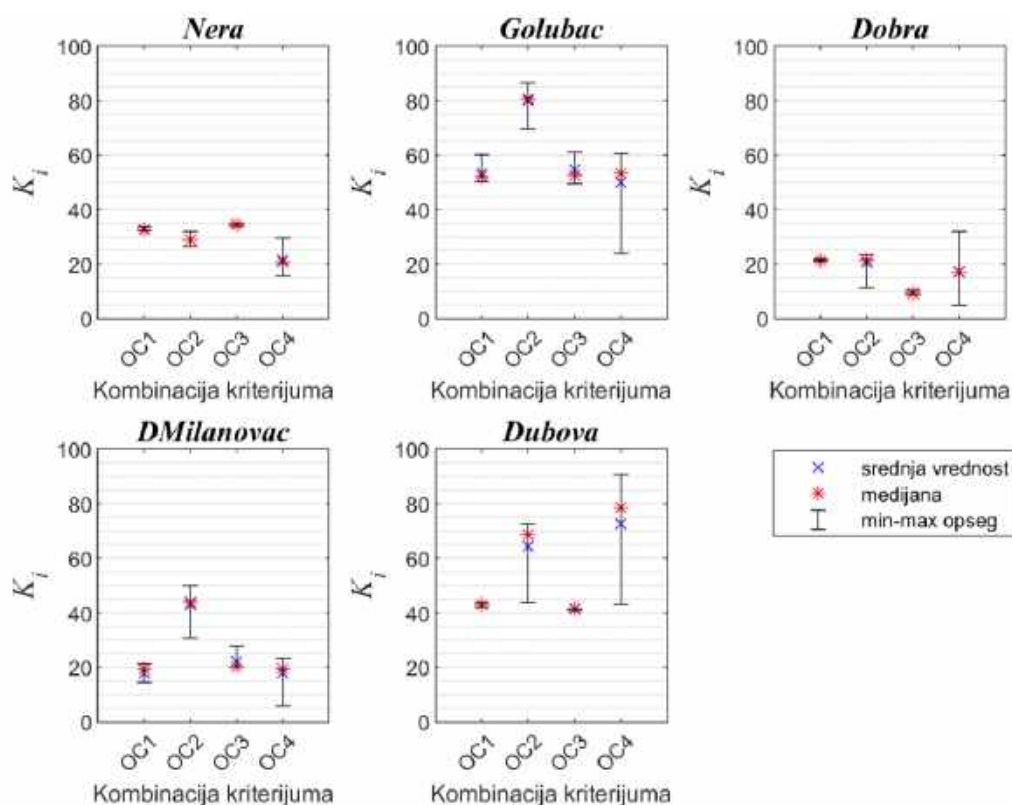 Nera
100
80
60
40
20
0
K_i
OC1
OC2
OC3
OC4
Kombinacija kriterijuma
Golubac
100
80
60
40
20
0
K_i
OC1
OC2
OC3
OC4
Kombinacija kriterijuma
Dobra
100
80
60
40
20
0
K_i
OC1
OC2
OC3
OC4
Kombinacija kriterijuma
DMilanovac
100
80
60
40
20
0
K_i
OC1
OC2
OC3
OC4
Kombinacija kriterijuma
Dubova
100
80
60
40
20
0
K_i
OC1
OC2
OC3
OC4
Kombinacija kriterijuma
srednja vrednost
medijana
min-max opseg